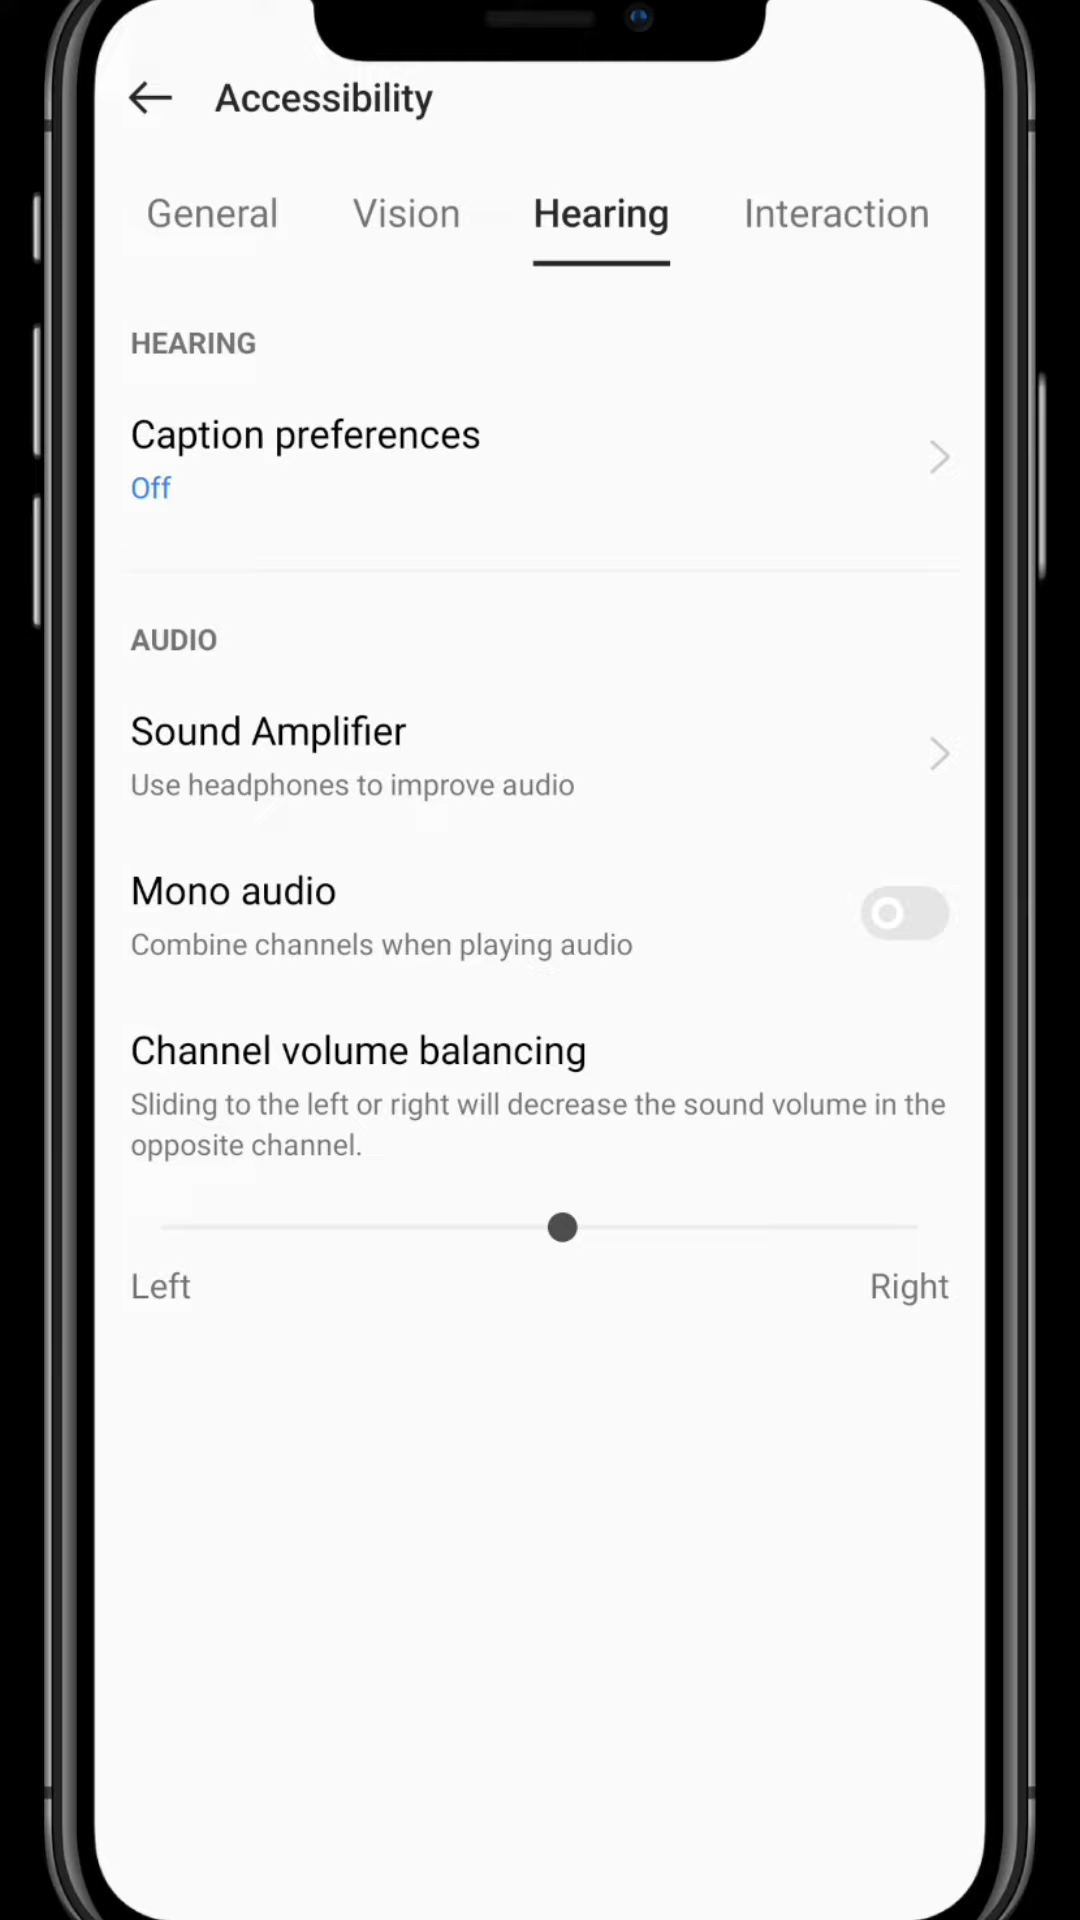 Accessibility
General Vision Hearing Interaction
HEARING
Caption preferences
Off
AUDIO
Sound Amplifier
Use headphones to improve audio
Mono audio
Combine channels when playing audio
Channel volume balancing
Sliding to the left or right will decrease the sound volume in the
opposite channel.
Left Right